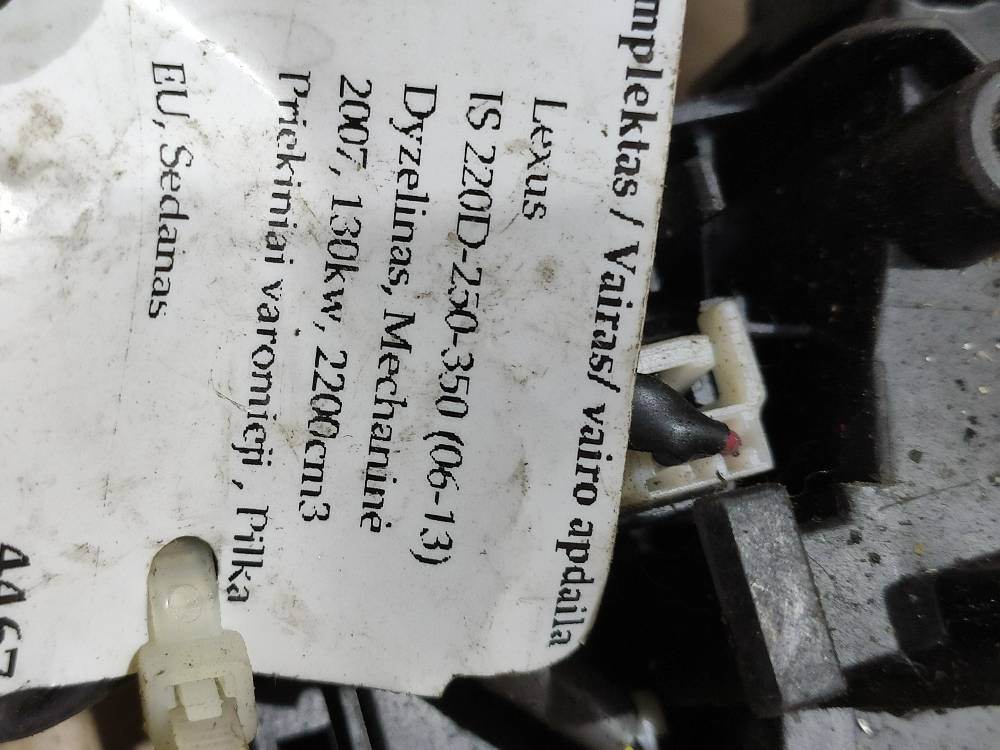 mplektas / Vairas/ vairo apdaila
Lexus
IS 220D-250-350 (06-13)
Dyzelinas, Mechaninė
2007, 130kw, 2200cm3
Priekiniai varomieji , Pilka
EU, Sedanas
4467